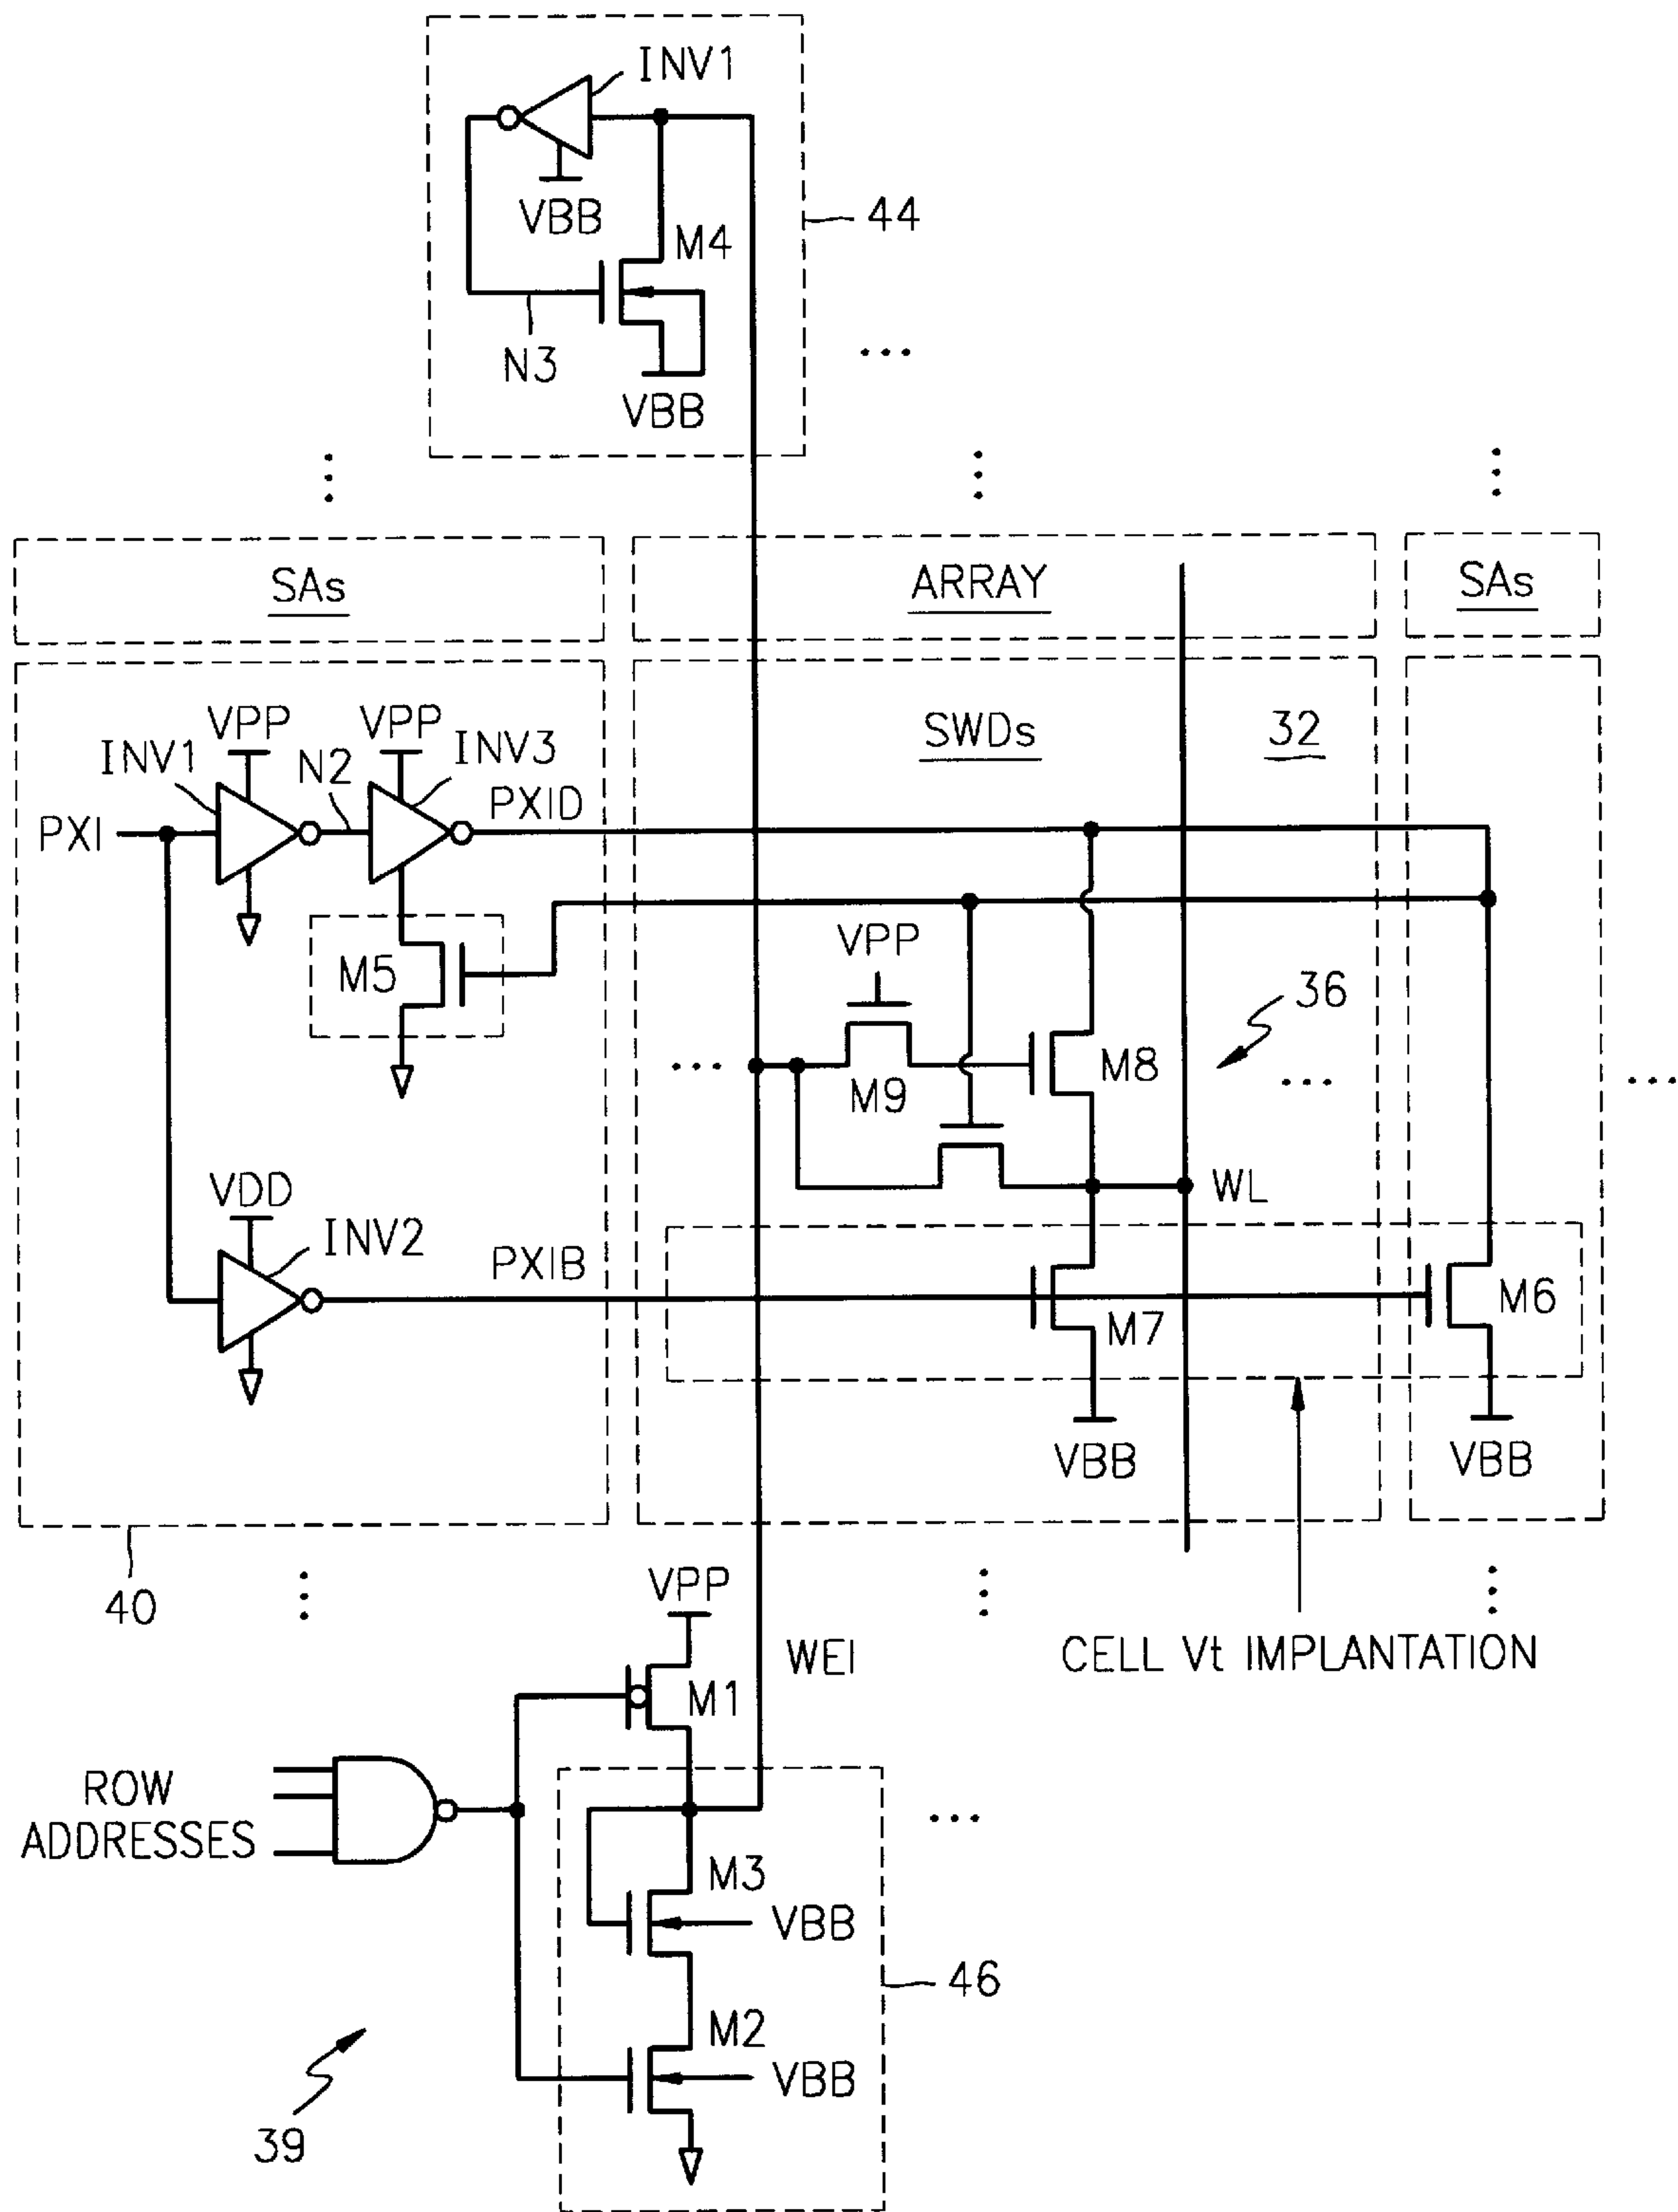 INV1
VBB
M4
44
N3
VBB
...
SAs
ARRAY
SAs
SWDs
32
VPP
VPP
INV1
N2
INV3
PXID
PXI
M5
VPP
36
M8
M9
...
...
...
VDD
INV2
WL
PXIB
M7
M6
VBB
VBB
40
VPP
WEI
CELL Vt IMPLANTATION
M1
ROW
ADDRESSES
...
M3
VBB
46
M2
VBB
39